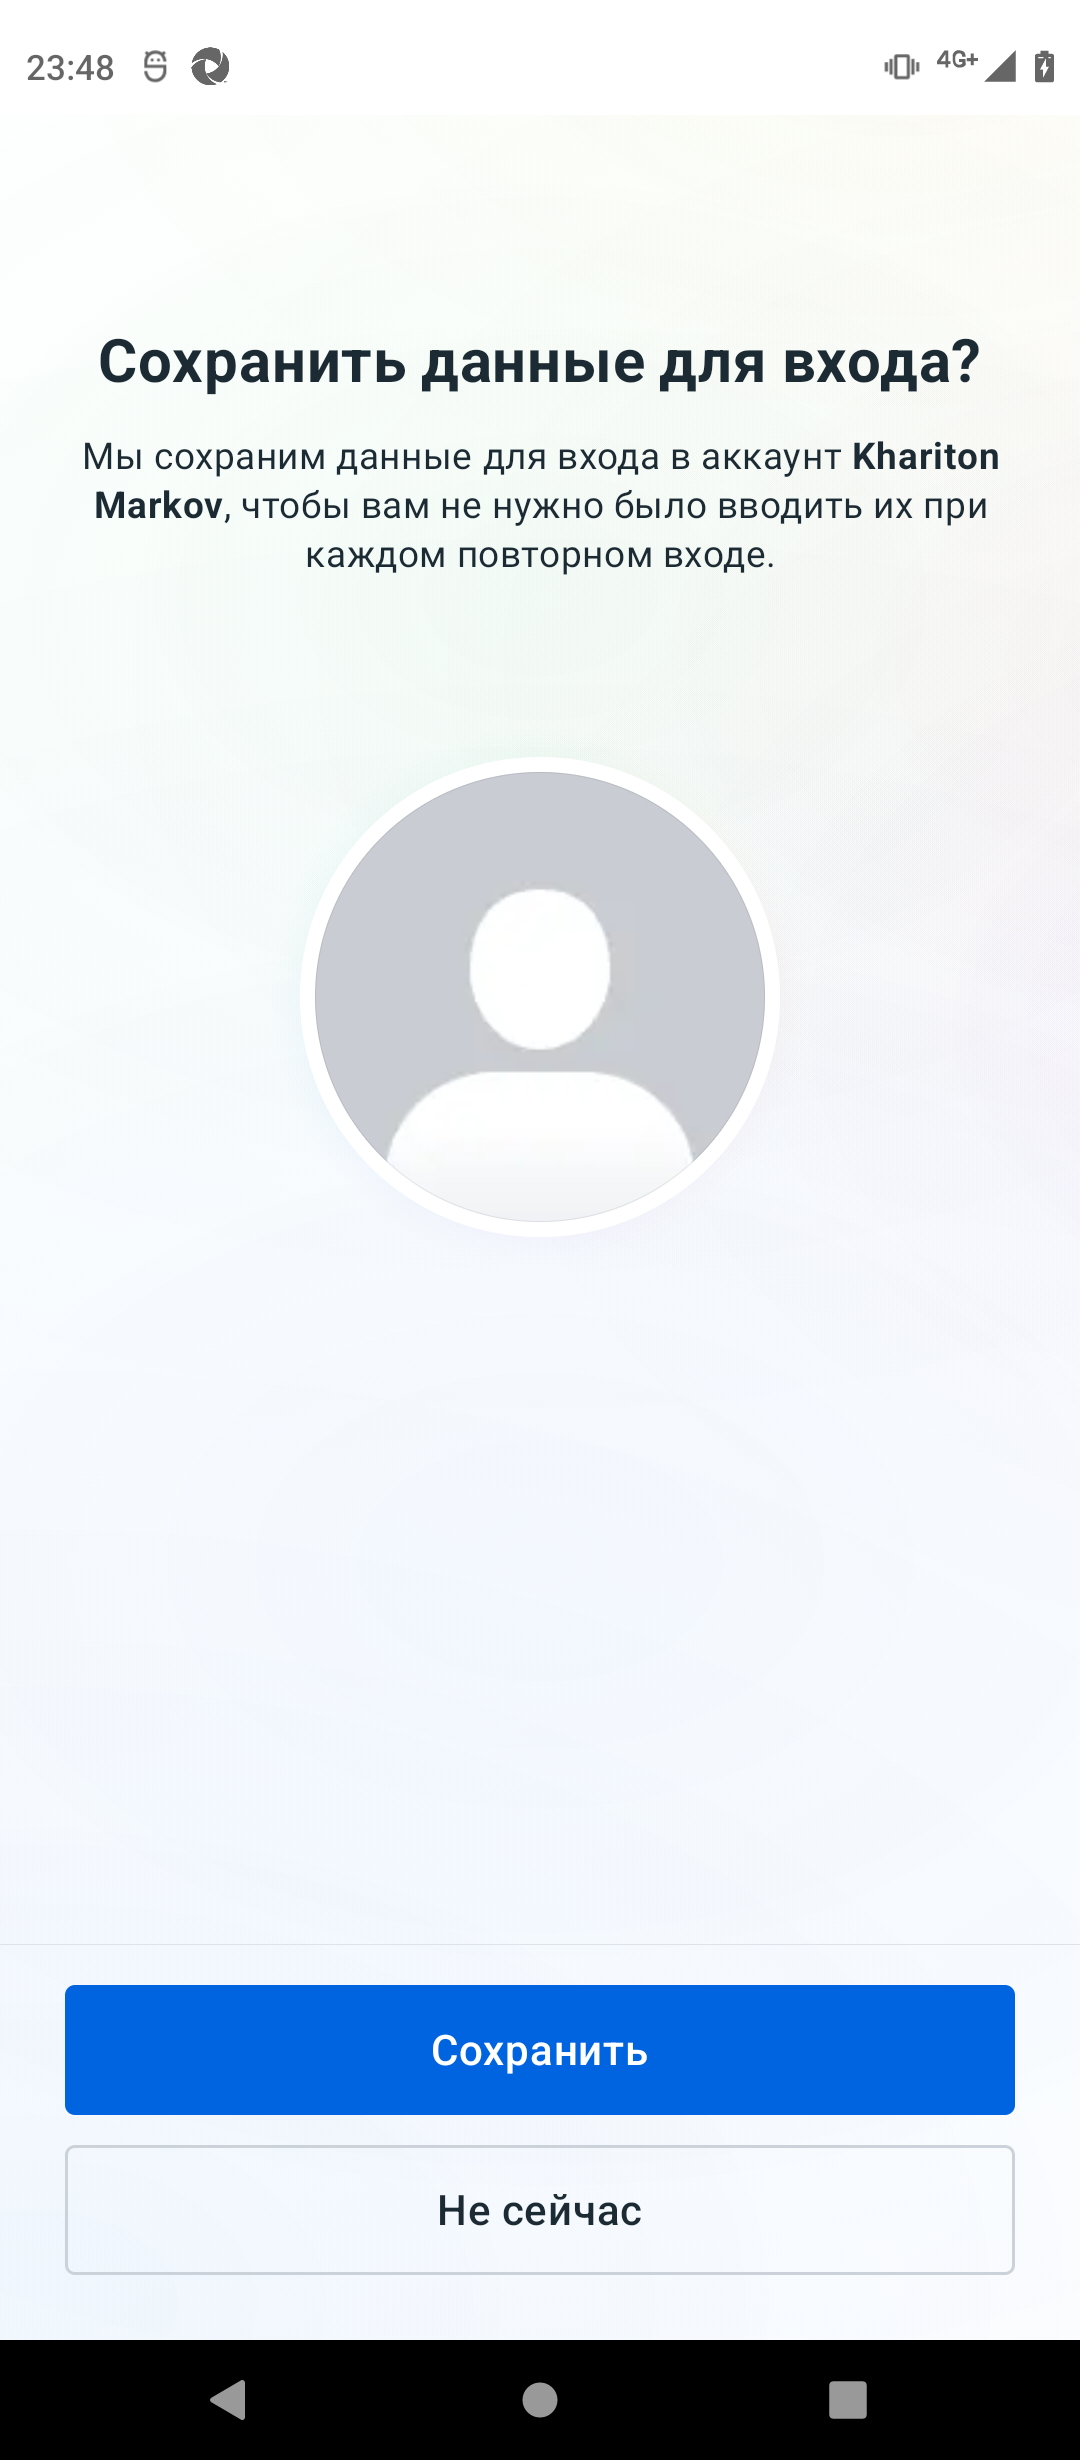 23:48
4G+
Сохранить данные для входа?
Мы сохраним данные для входа в аккаунт Khariton
Markov, чтобы вам не нужно было вводить их при
каждом повторном входе.
Сохранить
Не сейчас